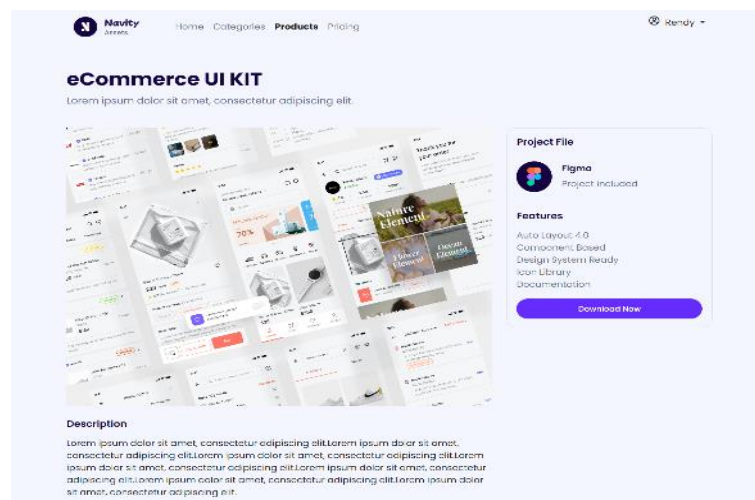 Navity
Assets
Home Categories Products Pricing
Rendy
eCommerce UI KIT
Lorem ipsum dolor sit amet, consectetur adipiscing elit.
Thank you for
your order
70%
Nature
Element
Flower
Element
Ocean
Element
Project File
Figma
Project included
Features
Auto Layout 4.0
Component Based
Design System Ready
Icon Library
Documentation
Download Now
Description
Lorem ipsum dolor sit amet, consectetur adipiscing elit.Lorem ipsum dolor sit amet,
consectetur adipiscing elit.Lorem ipsum dolor sit amet, consectetur adipiscing elit.Lorem
ipsum dolor sit amet, consectetur adipiscing elit.Lorem ipsum dolor sit amet, consectetur
adipiscing elit.Lorem ipsum dolor sit amet, consectetur adipiscing elit.Lorem ipsum dolor
sit amet, consectetur adipiscing elit.